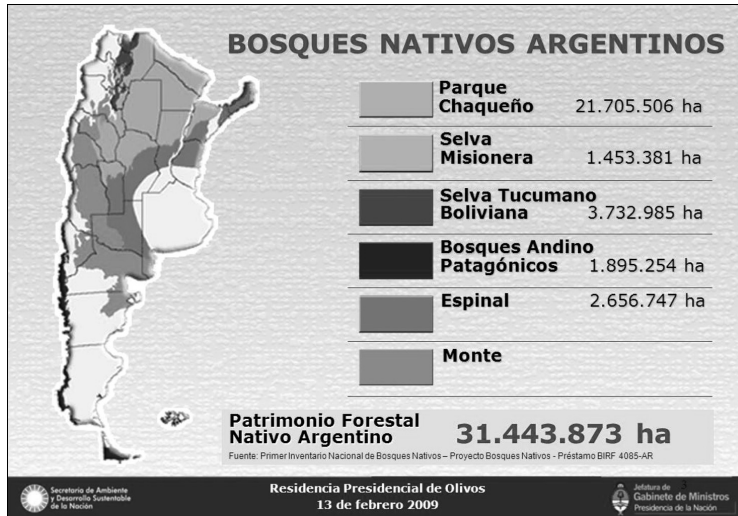 BOSQUES NATIVOS ARGENTINOS
Parque
Chaqueño 21.705.506 ha
Selva
Misionera 1.453.381 ha
Selva Tucumano
Boliviana 3.732.985 ha
Bosques Andino
Patagónicos 1.895.254 ha
Espinal 2.656.747 ha
Monte
Patrimonio Forestal
Nativo Argentino 31.443.873 ha
Fuente: Primer Inventario Nacional de Bosques Nativos – Proyecto Bosques Nativos - Préstamo BIRF 4085-AR
Secretaría de Ambiente
y Desarrollo Sustentable
de la Nación
Residencia Presidencial de Olivos
13 de febrero 2009
Jefatura de 3
Gabinete de Ministros
Presidencia de la Nación